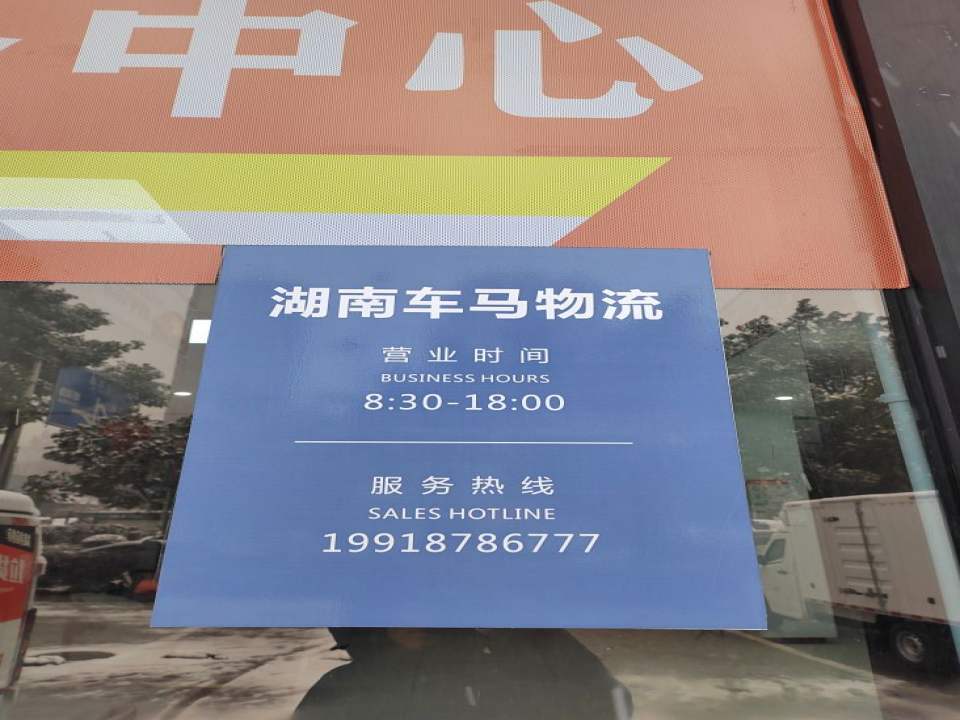 中心
湖南车马物流
营业时间
BUSINESS HOURS
8:30-18:00
服务热线
SALES HOTLINE
19918786777